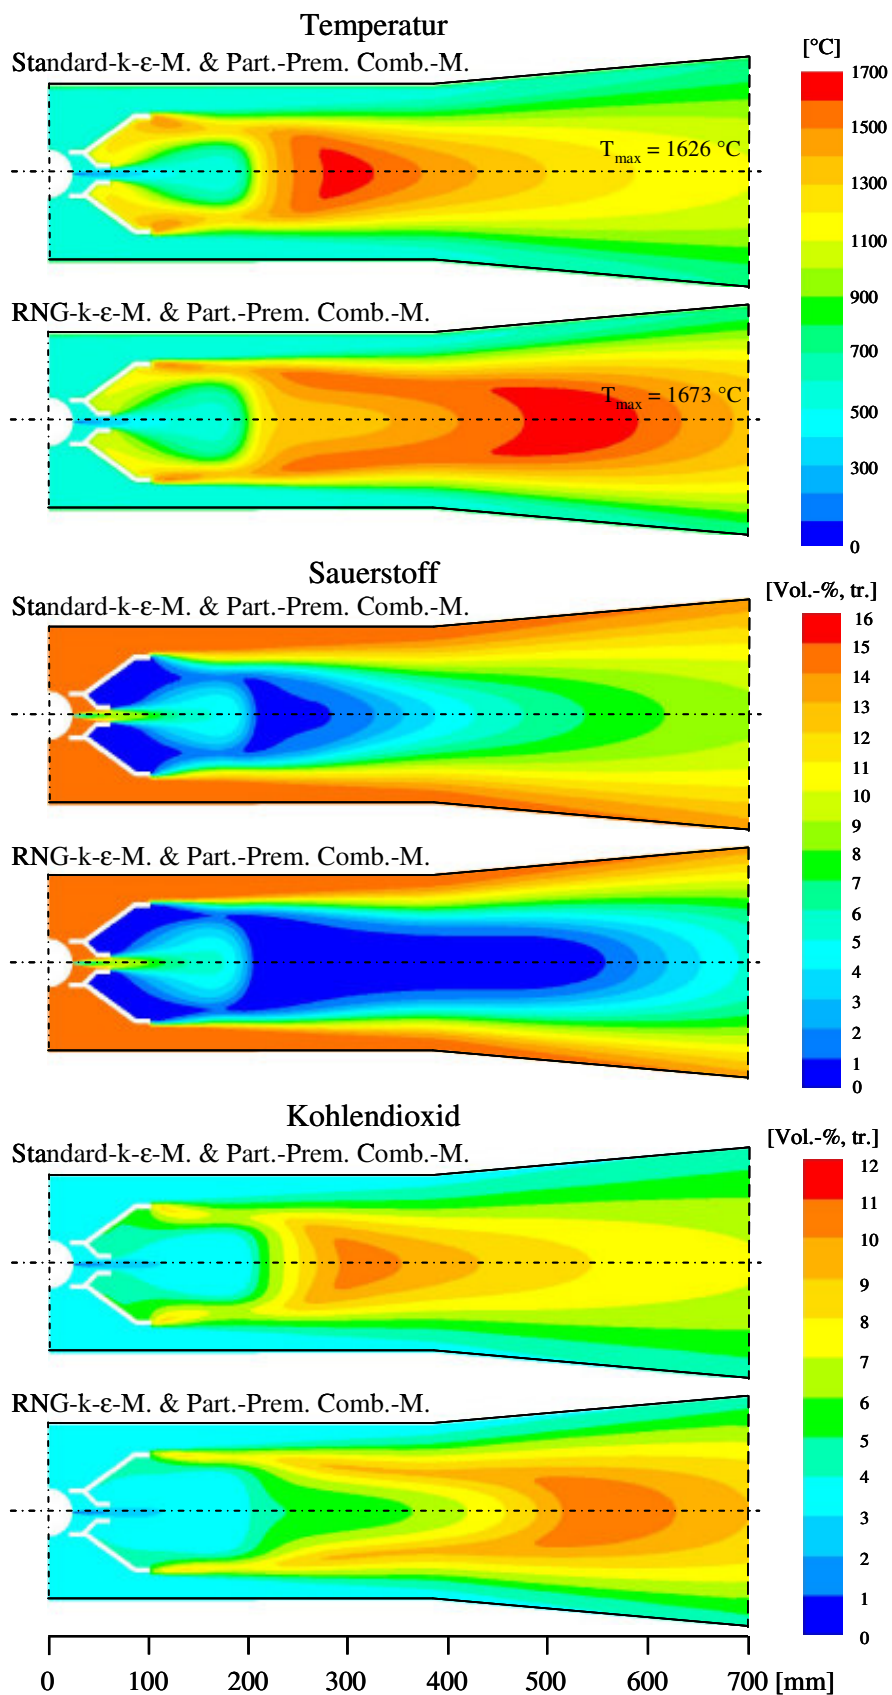 Temperatur
Standard-k-ε-M. & Part.-Prem. Comb.-M.
[°C]
1700
1500
1300
1100
900
700
500
300
0
Tmax = 1626 °C
RNG-k-ε-M. & Part.-Prem. Comb.-M.
Tmax = 1673 °C
Sauerstoff
Standard-k-ε-M. & Part.-Prem. Comb.-M.
[Vol.-%, tr.]
16
15
14
13
12
11
10
9
8
7
6
5
4
3
2
1
0
RNG-k-ε-M. & Part.-Prem. Comb.-M.
Kohlendioxid
Standard-k-ε-M. & Part.-Prem. Comb.-M.
[Vol.-%, tr.]
12
11
10
9
8
7
6
5
4
3
2
1
0
RNG-k-ε-M. & Part.-Prem. Comb.-M.
0 100 200 300 400 500 600 700 [mm]